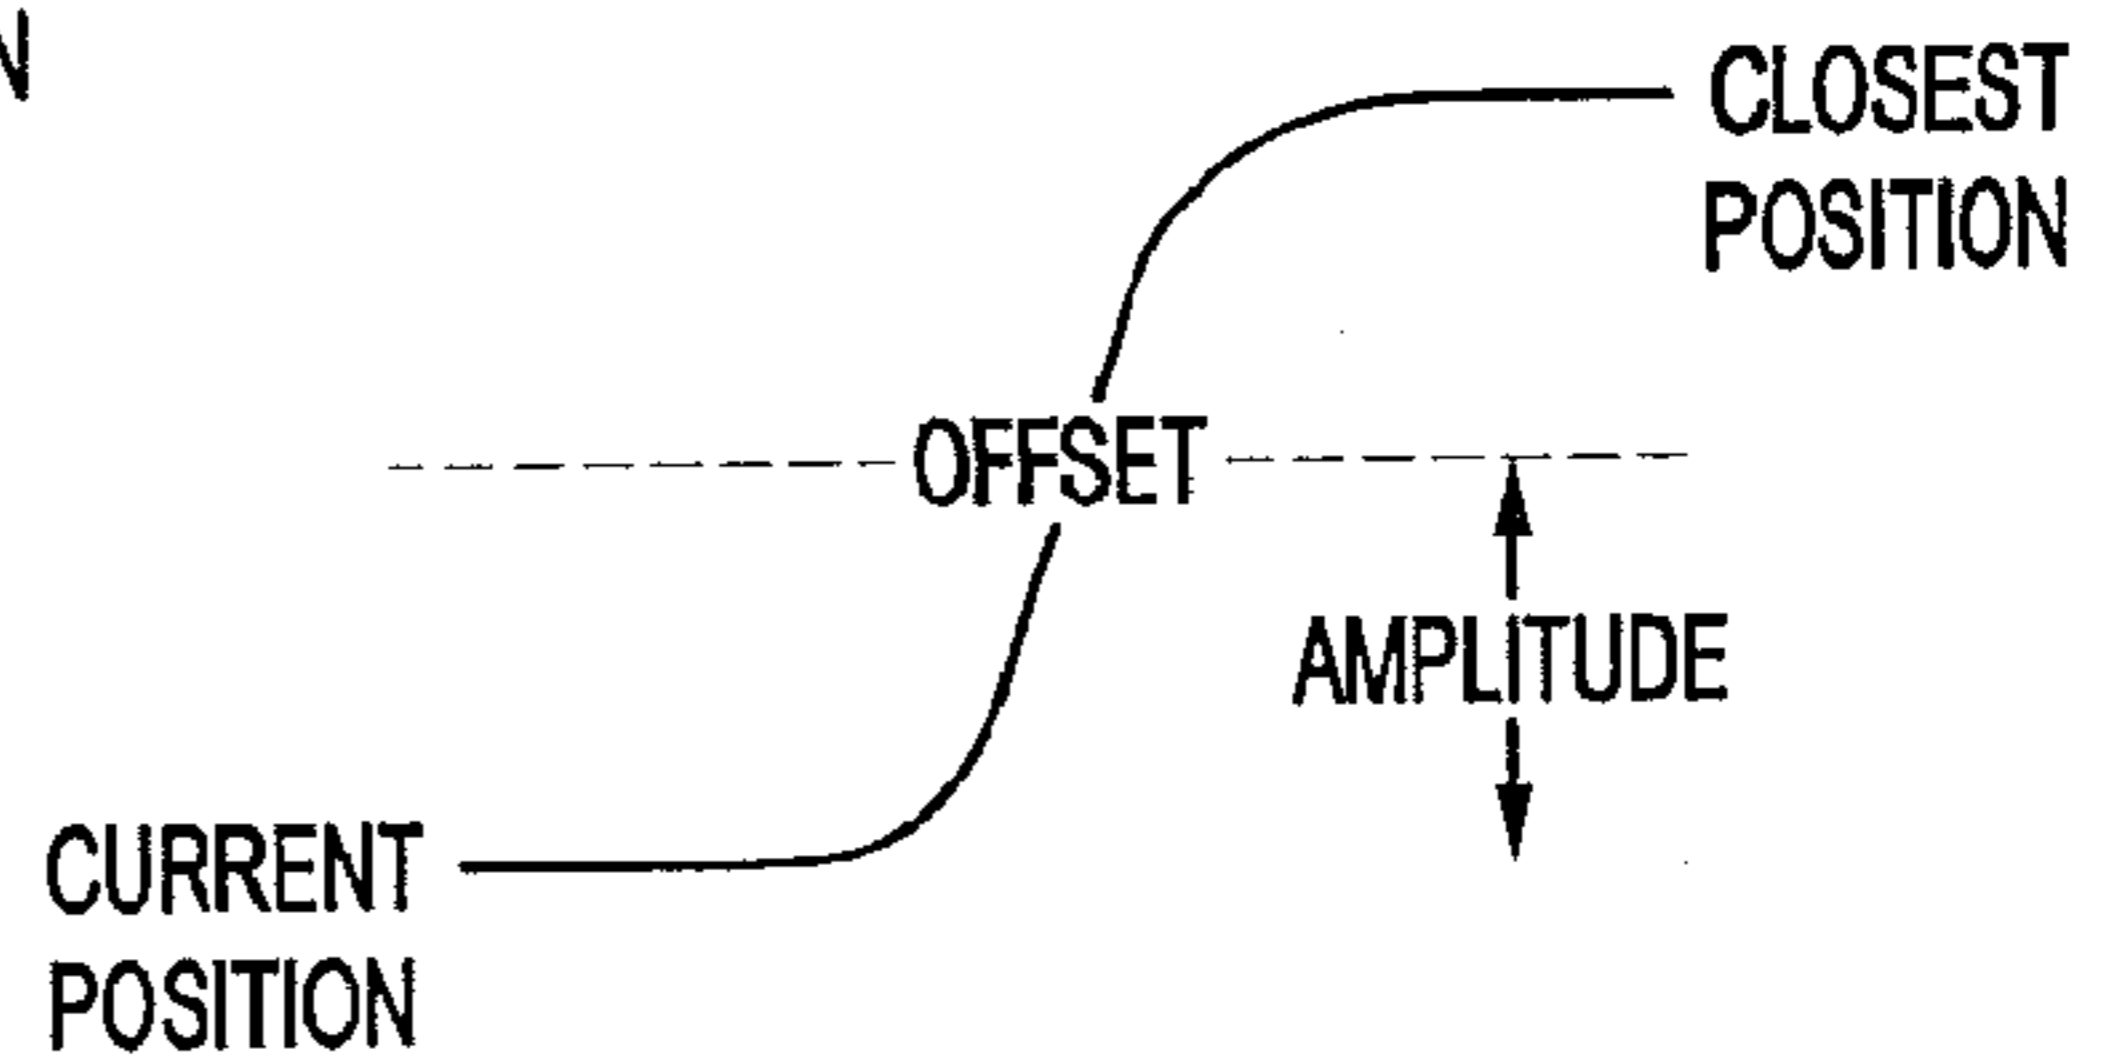 N
CLOSEST
POSITION
OFFSET
AMPLITUDE
CURRENT
POSITION